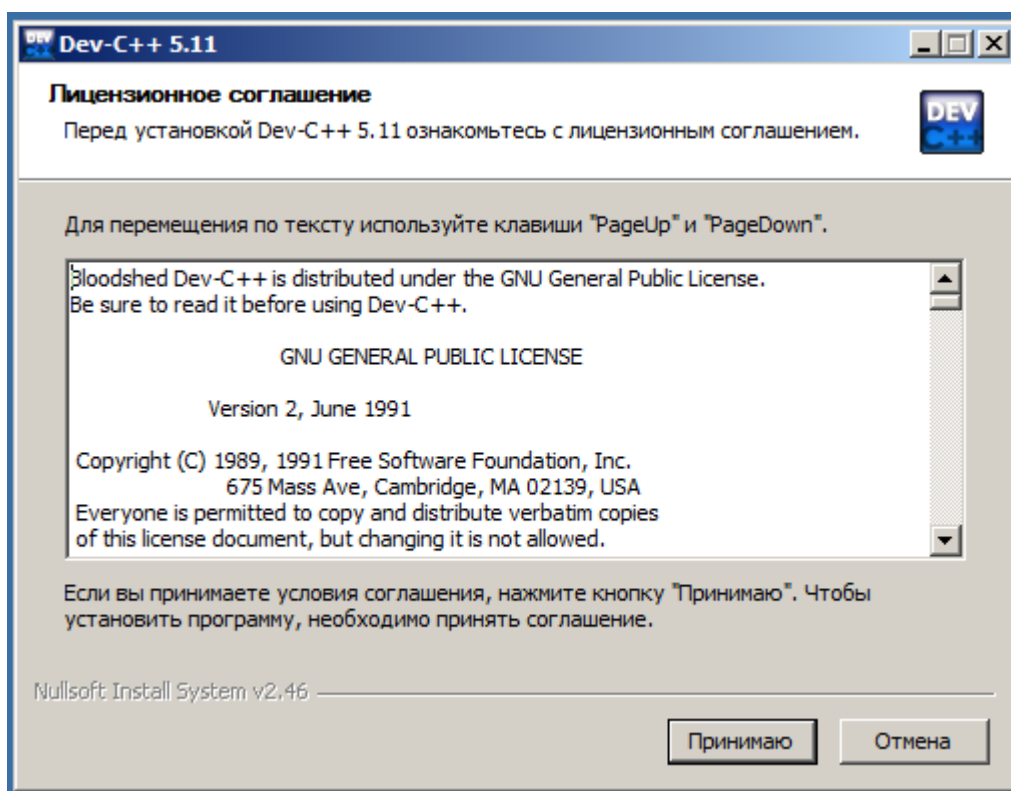 Dev-C++ 5.11
Лицензионное соглашение
Перед установкой Dev-C++ 5.11 ознакомьтесь с лицензионным соглашением.
DEV
C++
Для перемещения по тексту используйте клавиши "PageUp" и "PageDown".
Bloodshed Dev-C++ is distributed under the GNU General Public License.
Be sure to read it before using Dev-C++.
GNU GENERAL PUBLIC LICENSE
Version 2, June 1991
Copyright (C) 1989, 1991 Free Software Foundation, Inc.
675 Mass Ave, Cambridge, MA 02139, USA
Everyone is permitted to copy and distribute verbatim copies
of this license document, but changing it is not allowed.
Если вы принимаете условия соглашения, нажмите кнопку "Принимаю". Чтобы
установить программу, необходимо принять соглашение.
Nullsoft Install System v2.46
Принимаю
Отмена